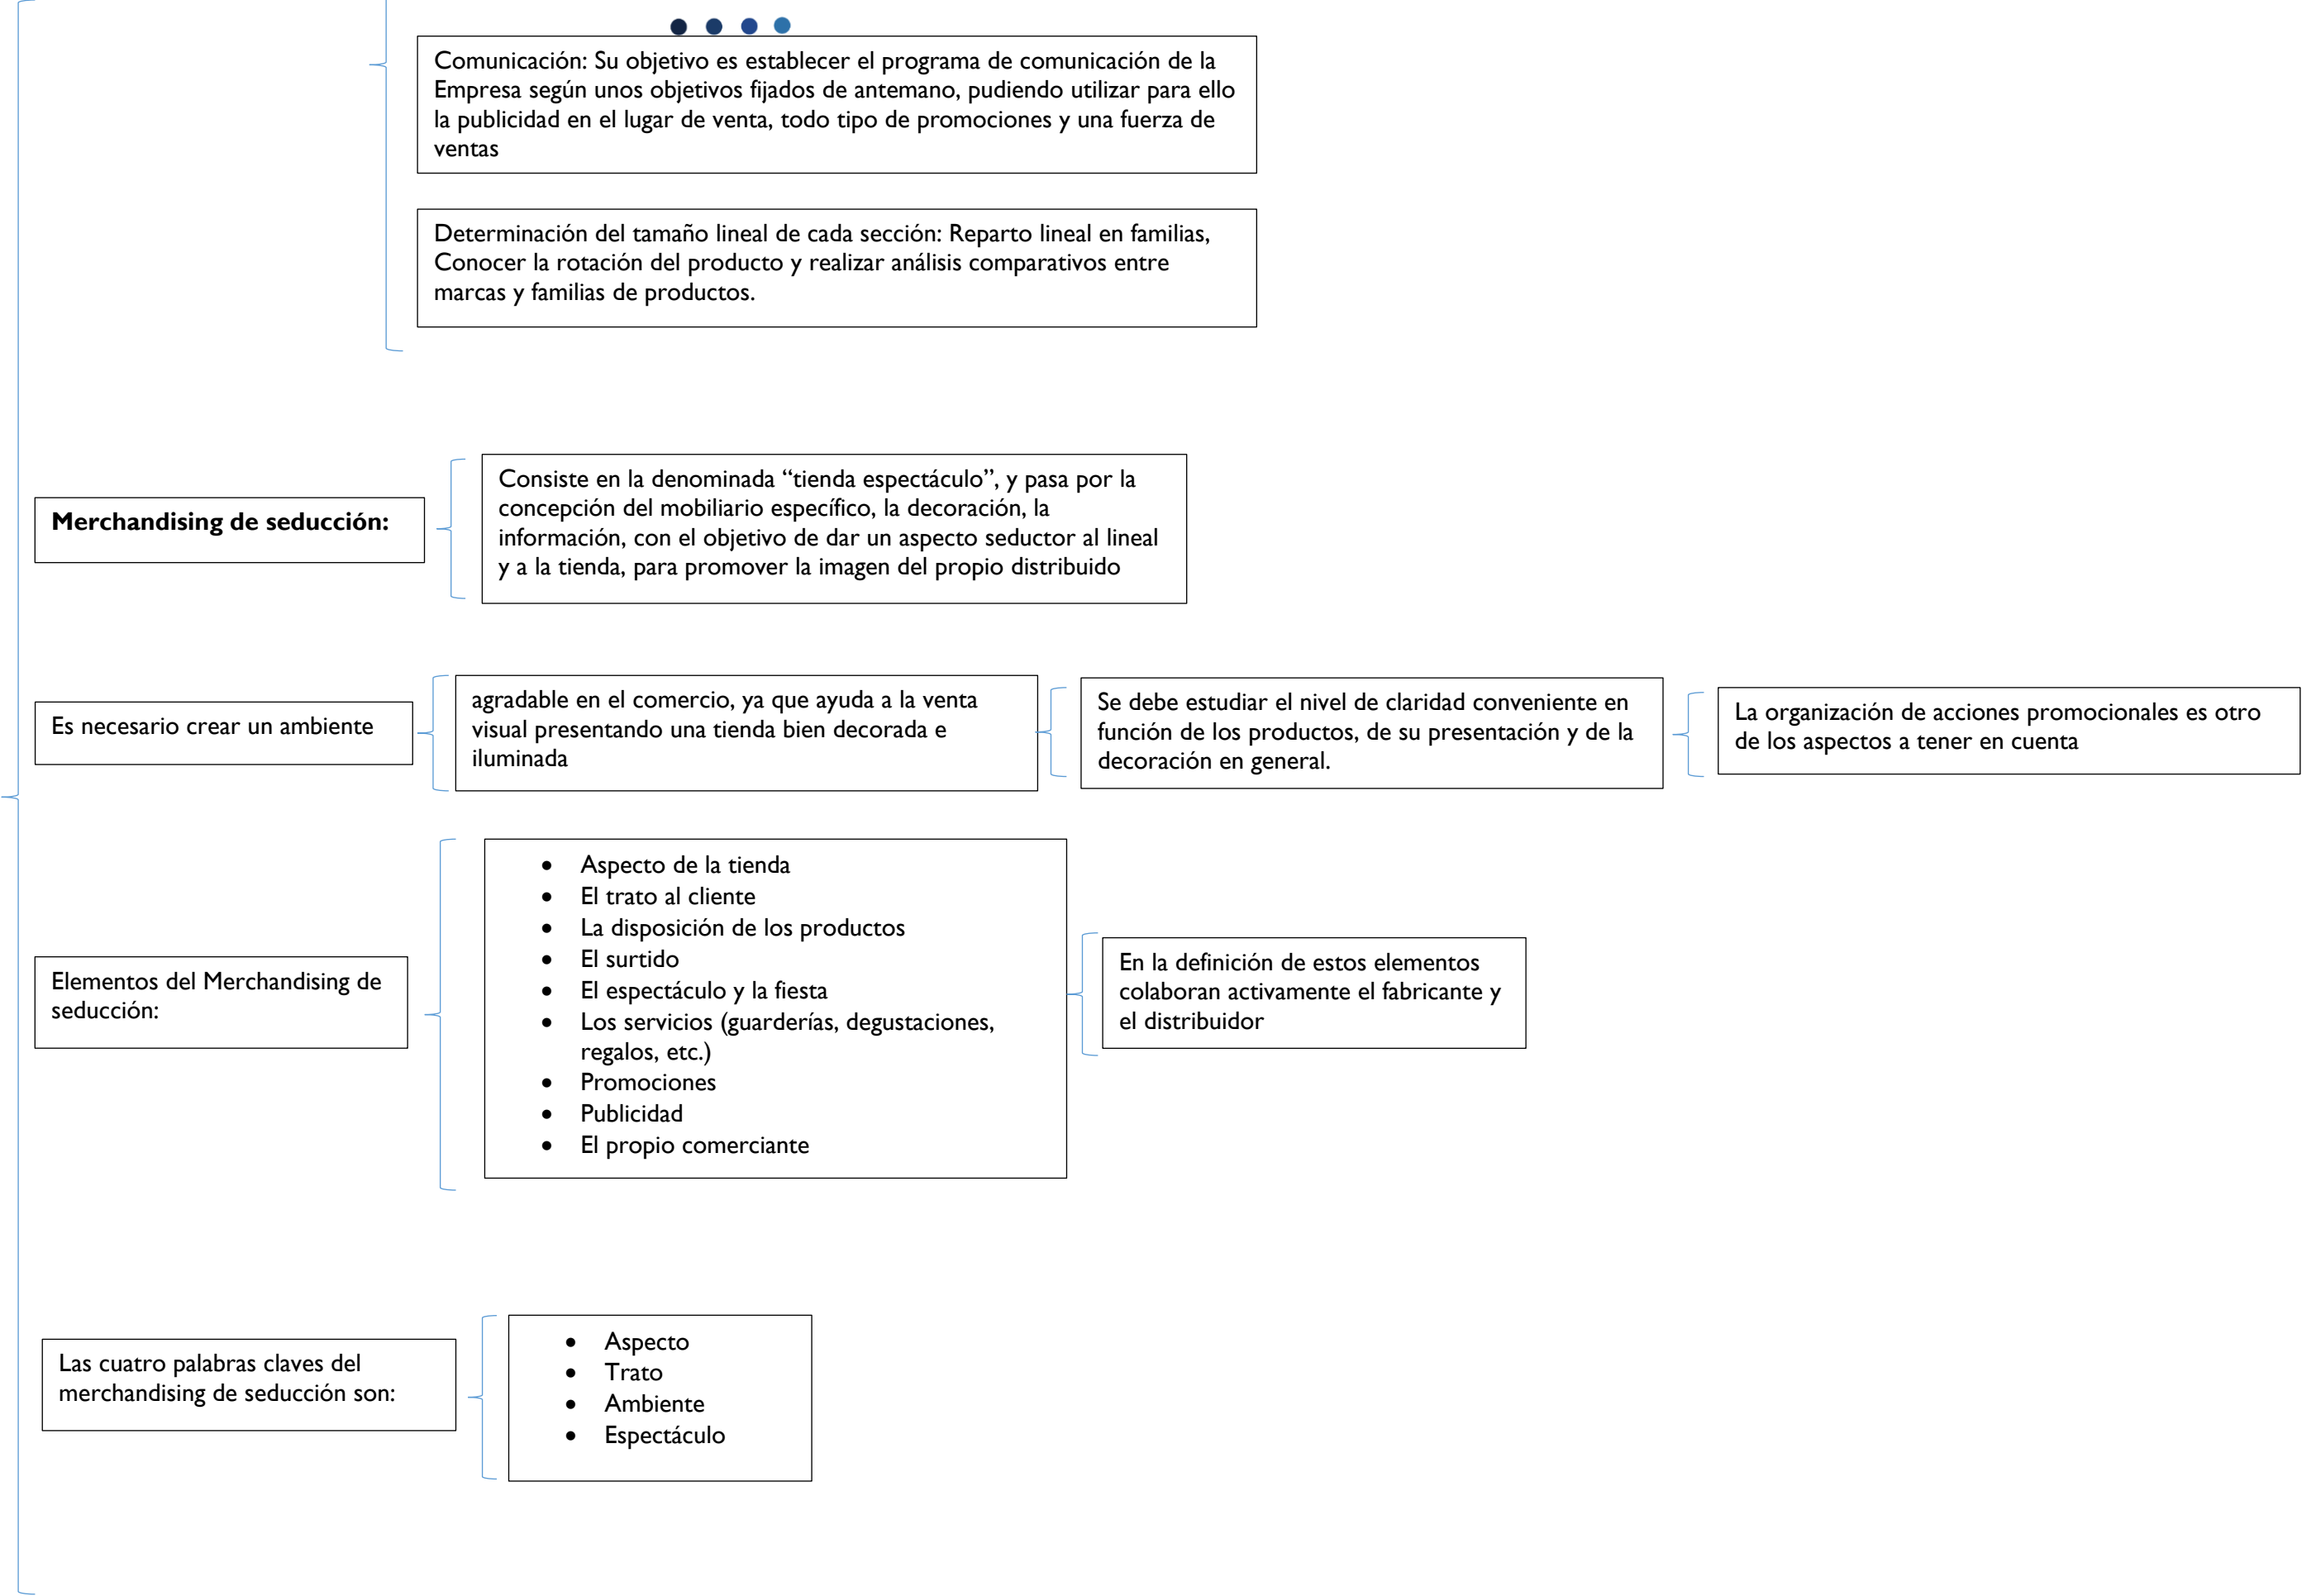 Comunicación: Su objetivo es establecer el programa de comunicación de la
Empresa según unos objetivos fijados de antemano, pudiendo utilizar para ello
la publicidad en el lugar de venta, todo tipo de promociones y una fuerza de
ventas
Determinación del tamaño lineal de cada sección: Reparto lineal en familias,
Conocer la rotación del producto y realizar análisis comparativos entre
marcas y familias de productos.
Merchandising de seducción:
Consiste en la denominada “tienda espectáculo”, y pasa por la
concepción del mobiliario específico, la decoración, la
información, con el objetivo de dar un aspecto seductor al lineal
y a la tienda, para promover la imagen del propio distribuido
Es necesario crear un ambiente
agradable en el comercio, ya que ayuda a la venta
visual presentando una tienda bien decorada e
iluminada
Se debe estudiar el nivel de claridad conveniente en
función de los productos, de su presentación y de la
decoración en general.
La organización de acciones promocionales es otro
de los aspectos a tener en cuenta
Elementos del Merchandising de
seducción:
• Aspecto de la tienda
• El trato al cliente
• La disposición de los productos
• El surtido
• El espectáculo y la fiesta
• Los servicios (guarderías, degustaciones,
regalos, etc.)
• Promociones
• Publicidad
• El propio comerciante
En la definición de estos elementos
colaboran activamente el fabricante y
el distribuidor
Las cuatro palabras claves del
merchandising de seducción son:
• Aspecto
• Trato
• Ambiente
• Espectáculo